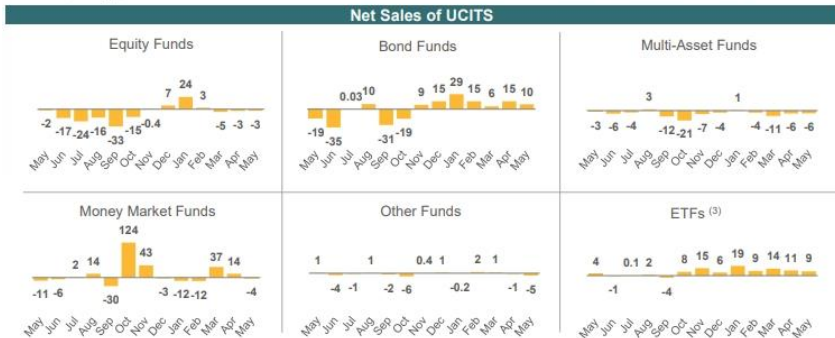 Net Sales of UCITS
Equity Funds
-2 -17 -24 -16 -33 -15 -0.4 7 24 3 -5 -3 -3
May Jun Jul Aug Sep Oct Nov Dec Jan Feb Mar Apr May
Bond Funds
-19 -35 0.03 10 -31 -19 9 15 29 15 6 15 10
May Jun Jul Aug Sep Oct Nov Dec Jan Feb Mar Apr May
Multi-Asset Funds
-3 -6 -4 3 -12 -21 -7 -4 1 -4 -11 -6 -6
May Jun Jul Aug Sep Oct Nov Dec Jan Feb Mar Apr May
Money Market Funds
-11 -6 2 14 -30 124 43 -3 -12 -12 37 14 -4
May Jun Jul Aug Sep Oct Nov Dec Jan Feb Mar Apr May
Other Funds
1 -4 -1 1 -2 -6 0.4 1 -0.2 2 1 -1 -5
May Jun Jul Aug Sep Oct Nov Dec Jan Feb Mar Apr May
ETFs (3)
4 -1 0.1 2 -4 8 15 6 19 9 14 11 9
May Jun Jul Aug Sep Oct Nov Dec Jan Feb Mar Apr May